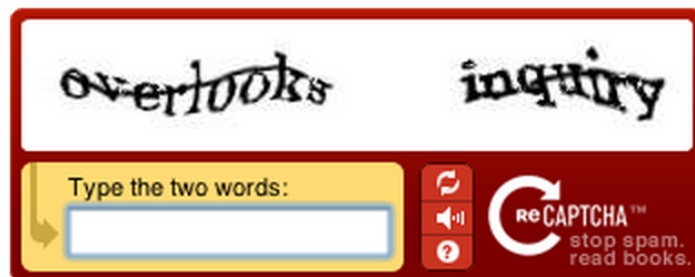 overlooks inquiry
Type the two words:
ReCAPTCHA™
stop spam.
read books.